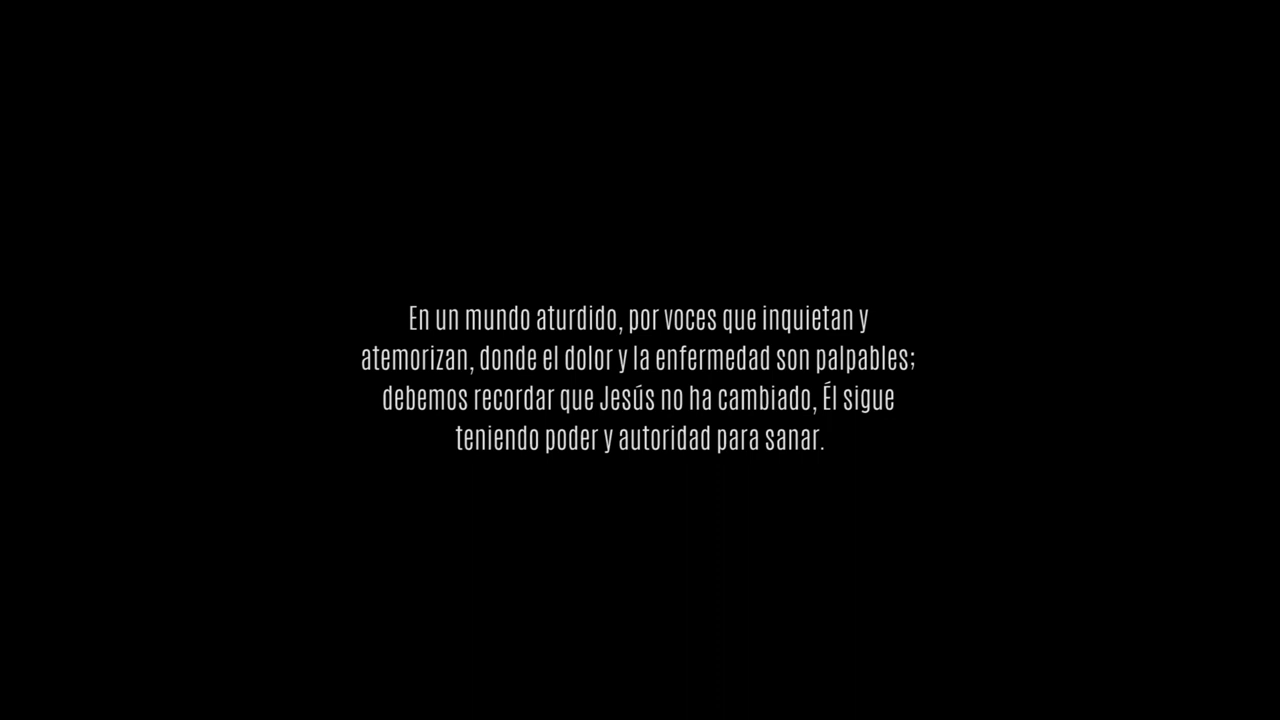 En un mundo aturdido, por voces que inquietan y
atemorizan, donde el dolor y la enfermedad son palpables;
debemos recordar que Jesús no ha cambiado, Él sigue
teniendo poder y autoridad para sanar.